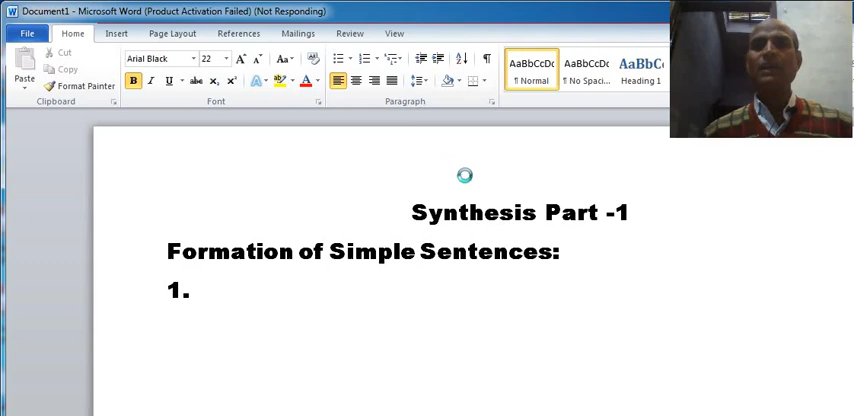 Document1 - Microsoft Word (Product Activation Failed) (Not Responding)
File Home Insert Page Layout References Mailings Review View
Cut
Copy
Paste
Format Painter
Clipboard
Arial Black 22
B I U abc X₂ X²
Font
Paragraph
AaBbCcDc AaBbCcDc AaBbC
¶ Normal ¶ No Spaci... Heading 1
Synthesis Part -1
Formation of Simple Sentences:
1.